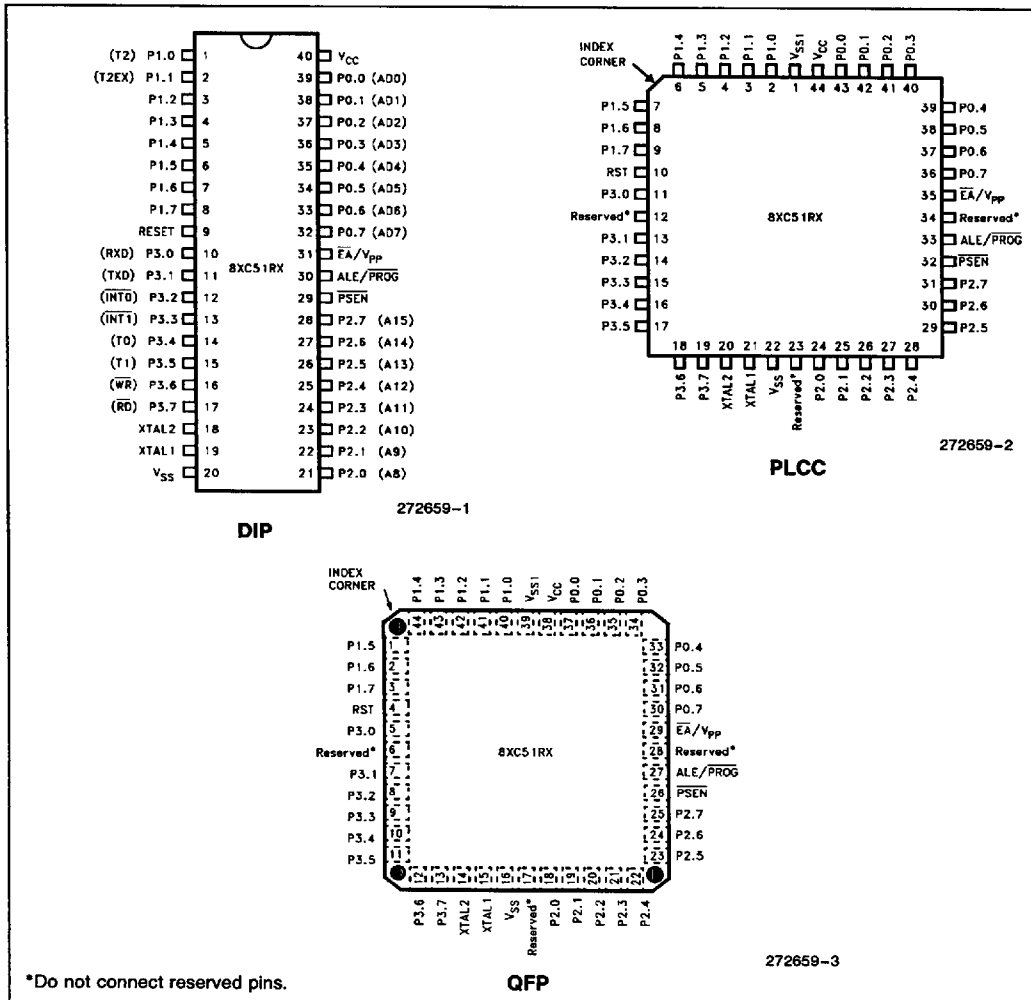 (T2) P1.0 1 40 VCC
(T2EX) P1.1 2 39 P0.0 (AD0)
P1.2 3 38 P0.1 (AD1)
P1.3 4 37 P0.2 (AD2)
P1.4 5 36 P0.3 (AD3)
P1.5 6 35 P0.4 (AD4)
P1.6 7 34 P0.5 (AD5)
P1.7 8 33 P0.6 (AD6)
RESET 9 32 P0.7 (AD7)
(RXD) P3.0 10 31 E̅A̅/VPP
8XC51RX
(TXD) P3.1 11 30 ALE/P̅R̅O̅G̅
(I̅N̅T̅0̅) P3.2 12 29 P̅S̅E̅N̅
(I̅N̅T̅1̅) P3.3 13 28 P2.7 (A15)
(T0) P3.4 14 27 P2.6 (A14)
(T1) P3.5 15 26 P2.5 (A13)
(W̅R̅) P3.6 16 25 P2.4 (A12)
(R̅D̅) P3.7 17 24 P2.3 (A11)
XTAL2 18 23 P2.2 (A10)
XTAL1 19 22 P2.1 (A9)
VSS 20 21 P2.0 (A8)
272659–1
DIP
INDEX
CORNER
P1.4 P1.3 P1.2 P1.1 P1.0 VSS1 VCC P0.0 P0.1 P0.2 P0.3
6 5 4 3 2 1 44 43 42 41 40
P1.5 7 39 P0.4
P1.6 8 38 P0.5
P1.7 9 37 P0.6
RST 10 36 P0.7
P3.0 11 35 E̅A̅/VPP
Reserved* 12 8XC51RX 34 Reserved*
P3.1 13 33 ALE/P̅R̅O̅G̅
P3.2 14 32 P̅S̅E̅N̅
P3.3 15 31 P2.7
P3.4 16 30 P2.6
P3.5 17 29 P2.5
18 19 20 21 22 23 24 25 26 27 28
P3.6 P3.7 XTAL2 XTAL1 VSS Reserved* P2.0 P2.1 P2.2 P2.3 P2.4
272659–2
PLCC
INDEX
CORNER
P1.4 P1.3 P1.2 P1.1 P1.0 VSS1 VCC P0.0 P0.1 P0.2 P0.3
44 43 42 41 40 39 38 37 36 35 34
P1.5 1 33 P0.4
P1.6 2 32 P0.5
P1.7 3 31 P0.6
RST 4 30 P0.7
P3.0 5 29 E̅A̅/VPP
Reserved* 6 8XC51RX 28 Reserved*
P3.1 7 27 ALE/P̅R̅O̅G̅
P3.2 8 26 P̅S̅E̅N̅
P3.3 9 25 P2.7
P3.4 10 24 P2.6
P3.5 11 23 P2.5
12 13 14 15 16 17 18 19 20 21 22
P3.6 P3.7 XTAL2 XTAL1 VSS Reserved* P2.0 P2.1 P2.2 P2.3 P2.4
272659–3
*Do not connect reserved pins.
QFP